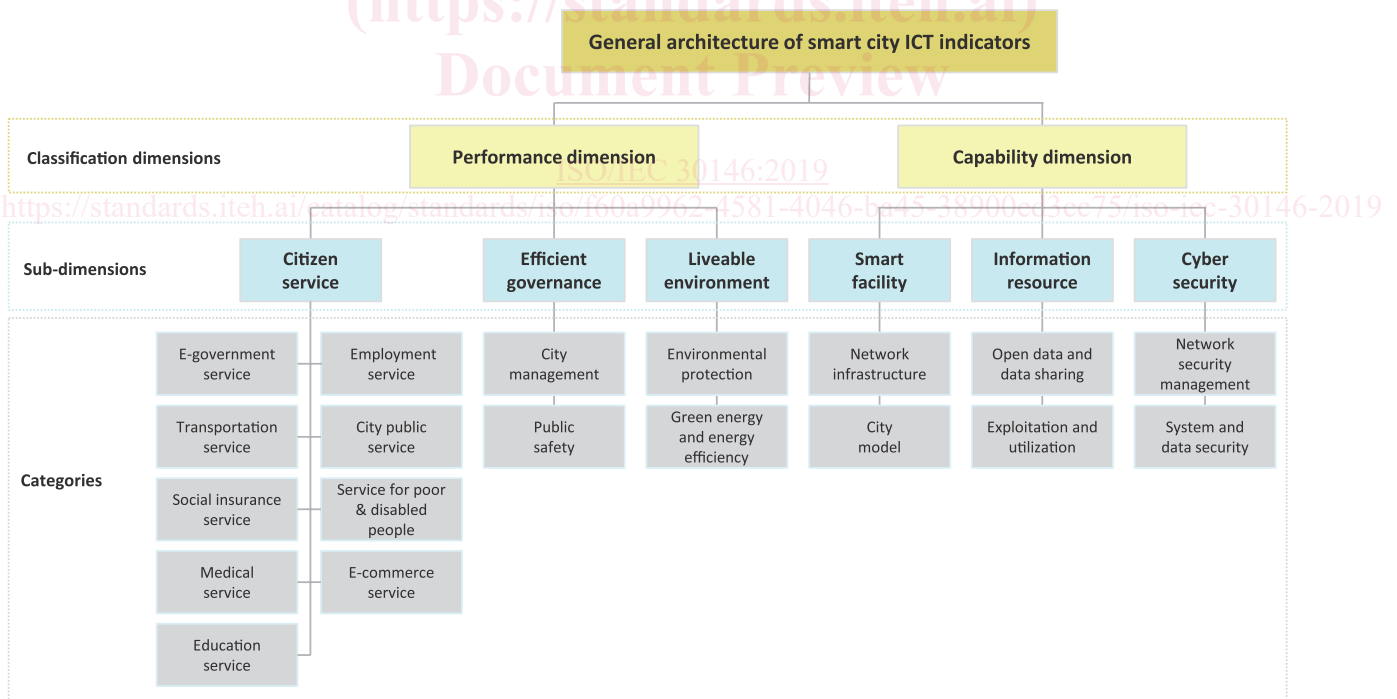 (https://standards.iteh.ai)
General architecture of smart city ICT indicators
Document Preview
Classification dimensions
Performance dimension
Capability dimension
ISO/IEC 30146:2019
https://standards.iteh.ai/catalog/standards/iso/f60a9962-4581-4046-ba45-38900cd3cc75/iso-iec-30146-2019
Sub-dimensions
Citizen
service
Efficient
governance
Liveable
environment
Smart
facility
Information
resource
Cyber
security
Categories
E-government
service
Employment
service
Transportation
service
City public
service
Social insurance
service
Service for poor
& disabled
people
Medical
service
E-commerce
service
Education
service
City
management
Public
safety
Environmental
protection
Green energy
and energy
efficiency
Network
infrastructure
City
model
Open data and
data sharing
Exploitation and
utilization
Network
security
management
System and
data security